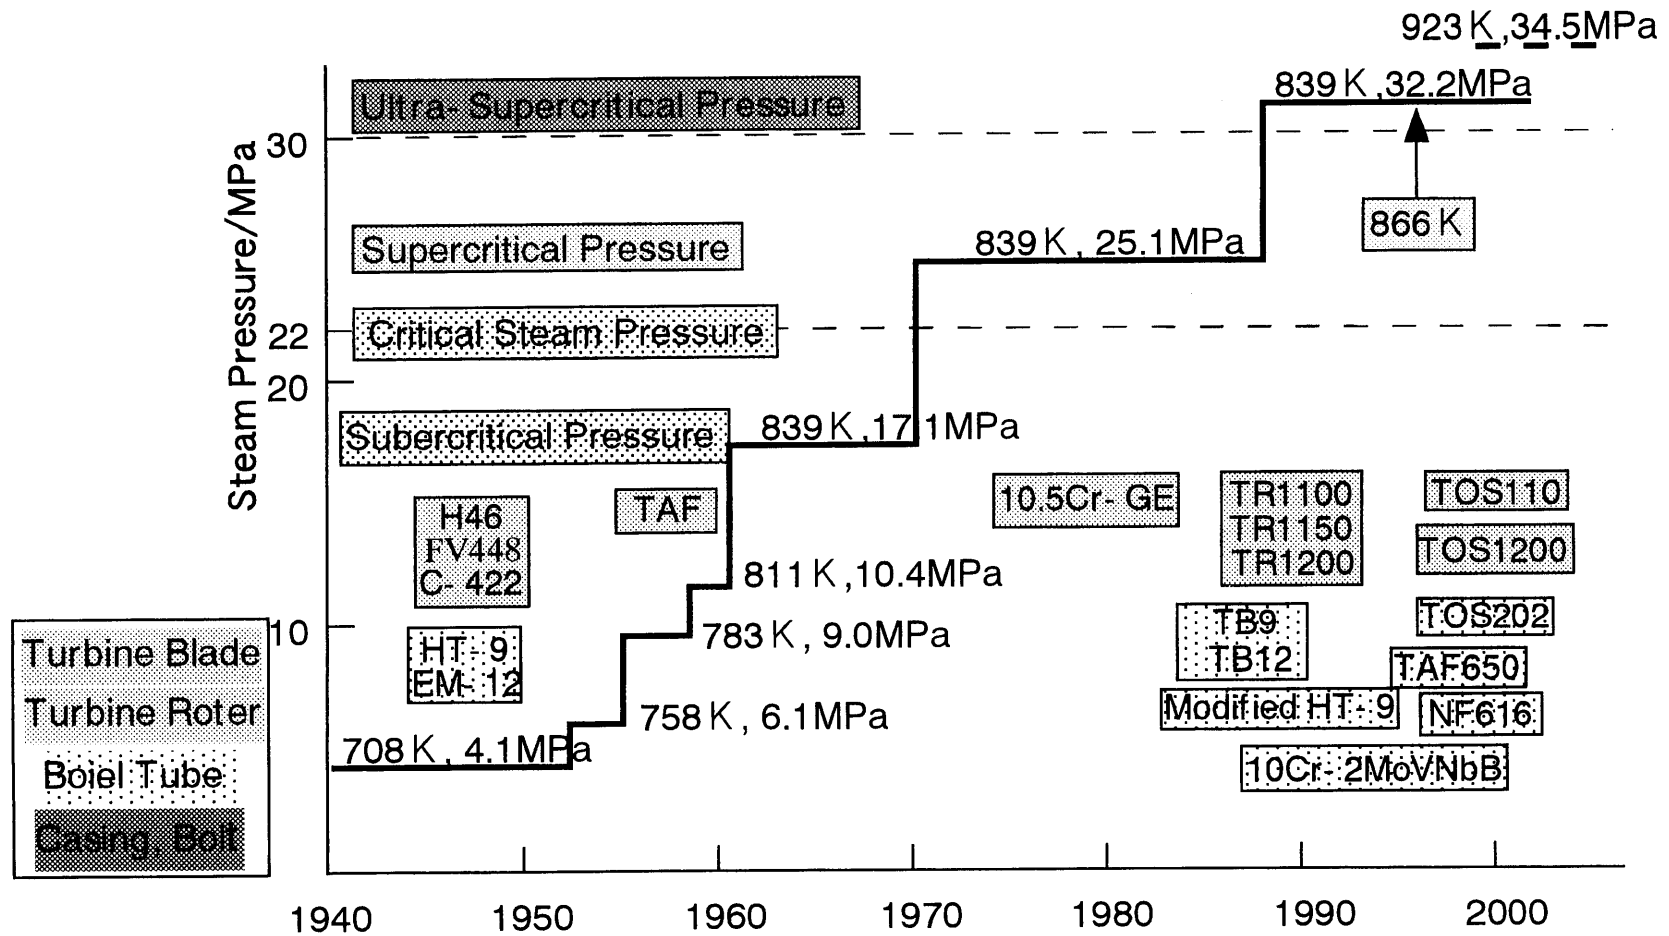 923 K ,34.5MPa
839 K ,32.2MPa
Ultra- Supercritical Pressure
30
866 K
Supercritical Pressure
839 K , 25.1MPa
Critical Steam Pressure
22
20
Steam Pressure/MPa
Subercritical Pressure
839 K ,17.1MPa
H46
FV448
C- 422
TAF
10.5Cr- GE
TR1100
TR1150
TR1200
TOS110
TOS1200
811 K ,10.4MPa
10
783 K , 9.0MPa
HT- 9
EM- 12
TB9
TB12
TOS202
TAF650
Modified HT- 9
NF616
758 K , 6.1MPa
708 K , 4.1MPa
10Cr- 2MoVNbB
Turbine Blade
Turbine Roter
Boiel Tube
Casing, Bolt
1940
1950
1960
1970
1980
1990
2000